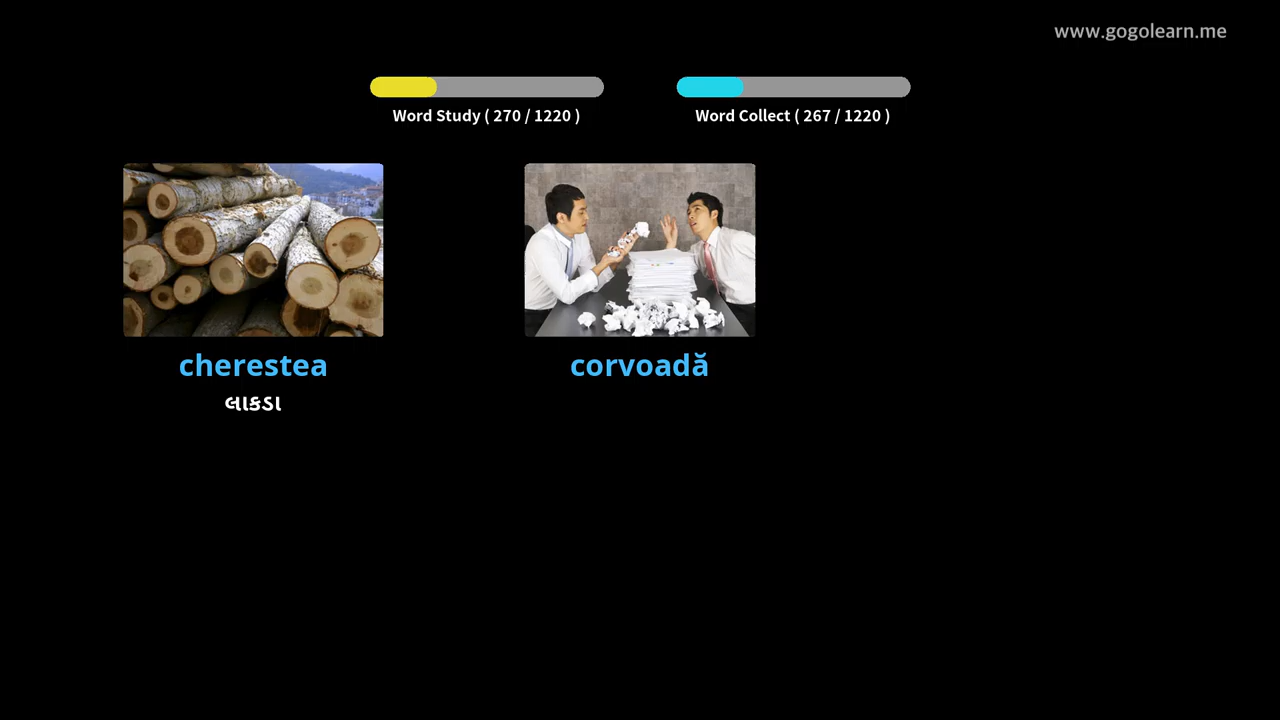 www.gogolearn.me
Word Study ( 270 / 1220 )
Word Collect ( 267 / 1220 )
cherestea
corvoadă
લાકડા